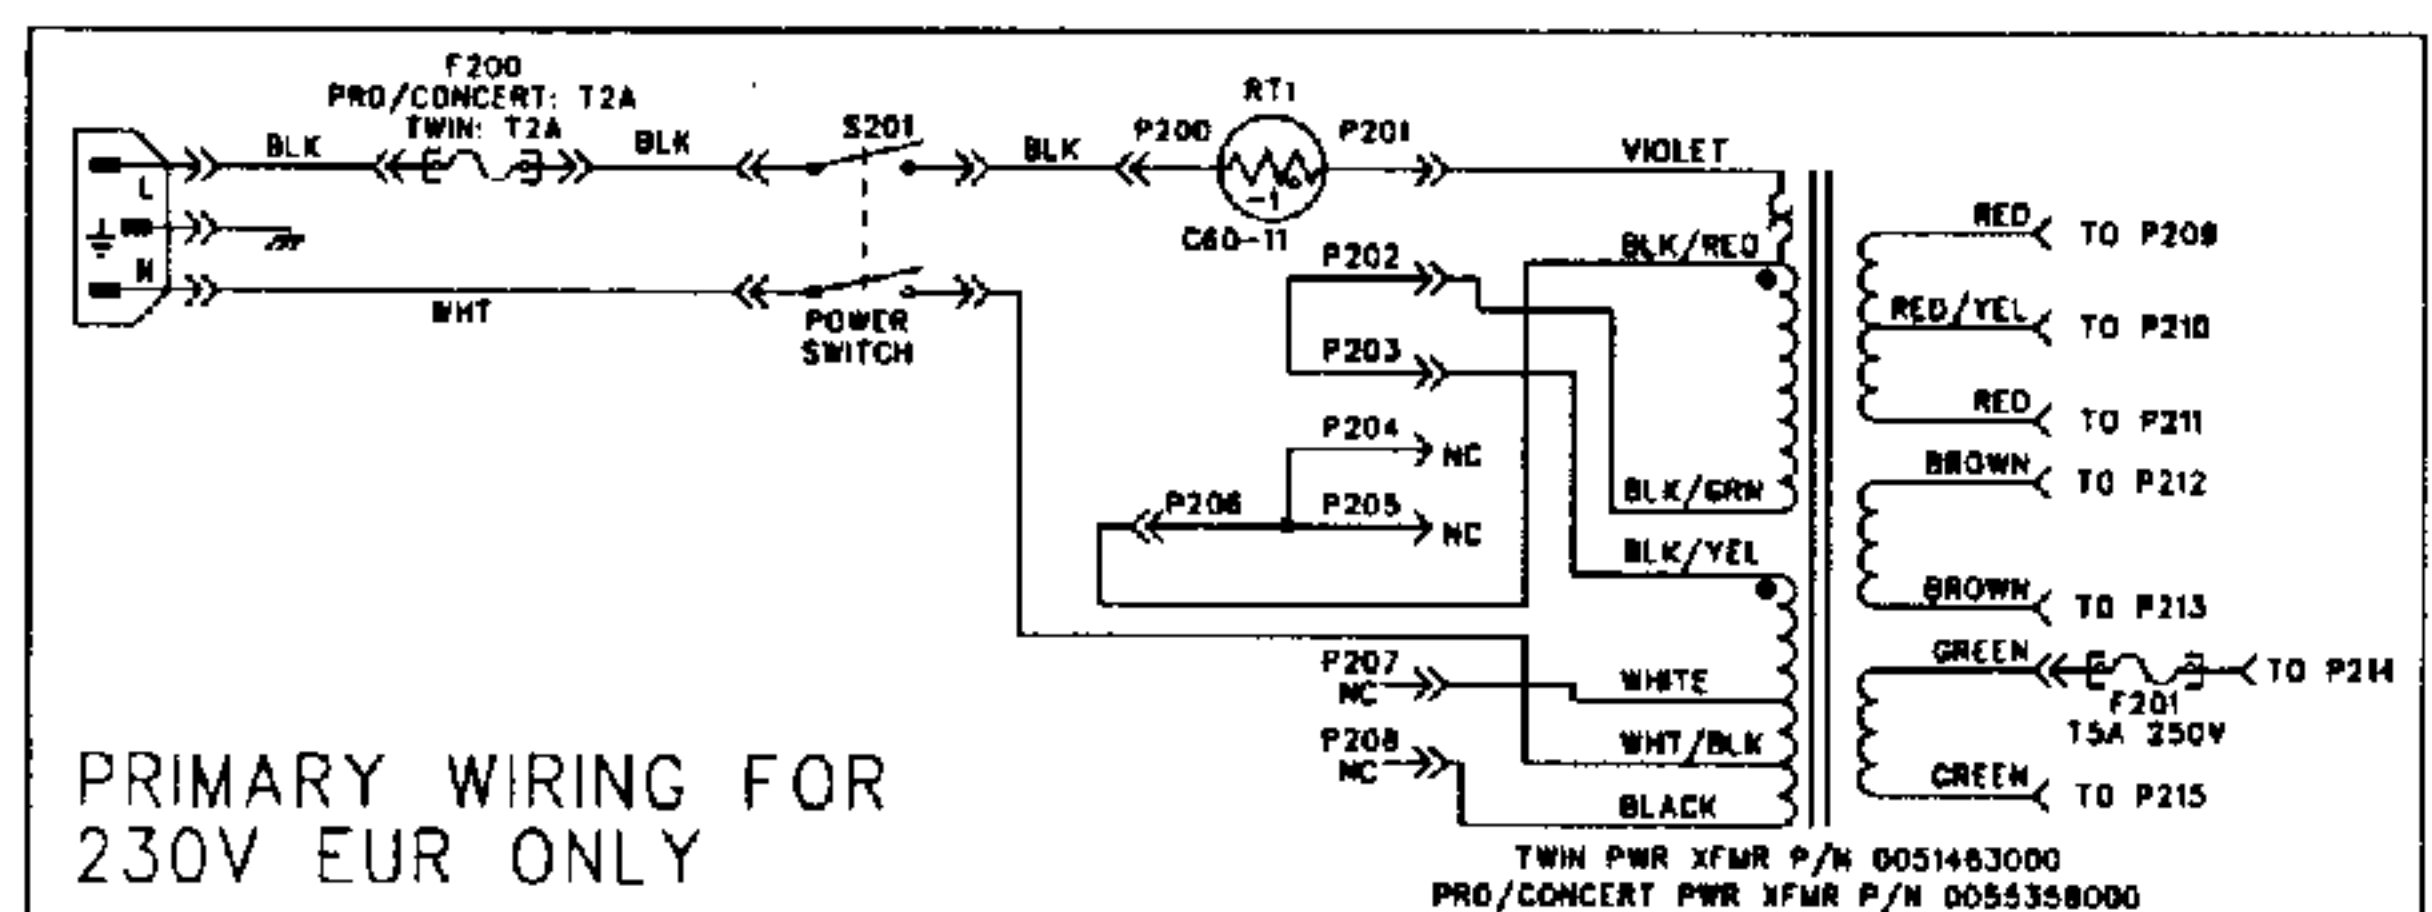 F200
PRO/CONCERT: T2A
TWIN: T2A
BLK
BLK
S201
BLK
P200
RT1
P201
VIOLET
L
-1
C60-11
N
WHT
POWER
SWITCH
P202
BLK/RED
P203
P204
NC
P206
P205
NC
BLK/GRN
BLK/YEL
P207
NC
WHITE
P208
NC
WHT/BLK
BLACK
RED
TO P209
RED/YEL
TO P210
RED
TO P211
BROWN
TO P212
BROWN
TO P213
GREEN
TO P214
F201
T5A 250V
GREEN
TO P215
PRIMARY WIRING FOR
230V EUR ONLY
TWIN PWR XFMR P/N 0051463000
PRO/CONCERT PWR XFMR P/N